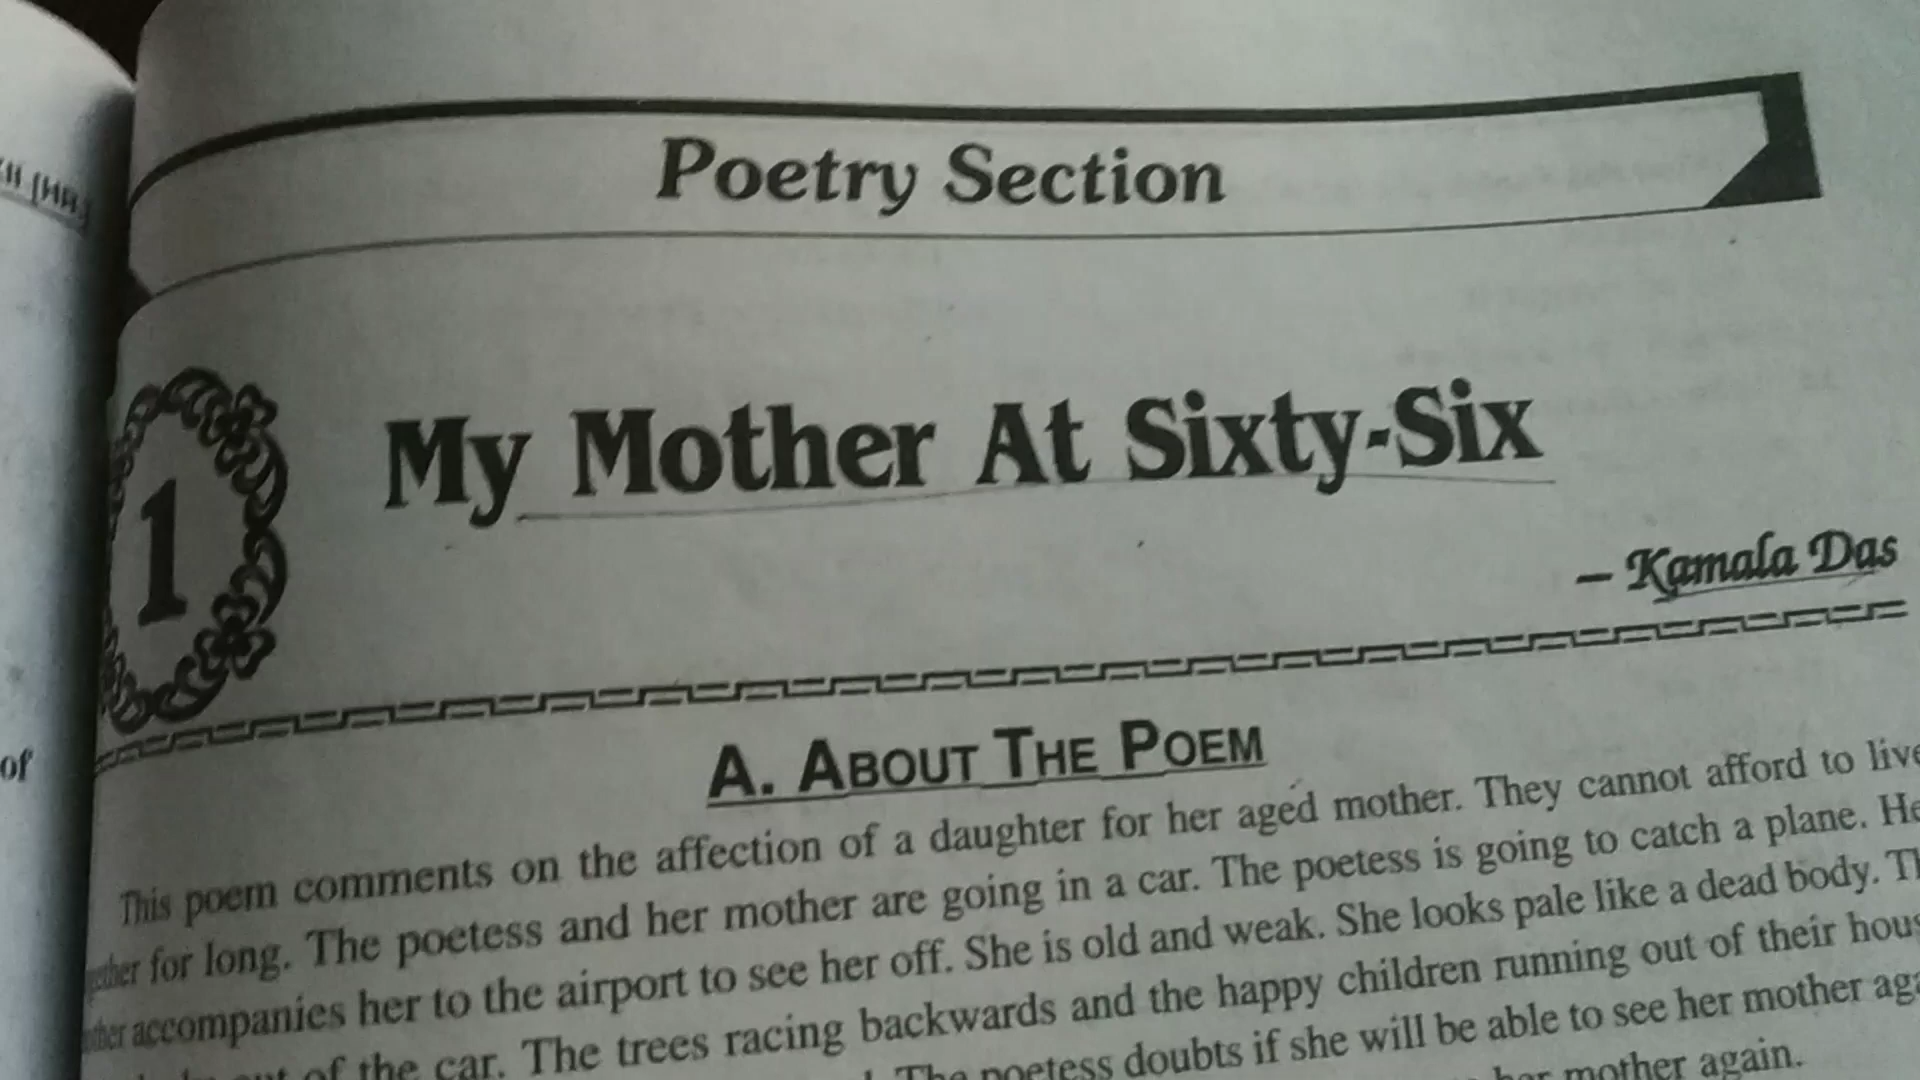 Poetry Section
1
My Mother At Sixty-Six
– Kamala Das
A. ABOUT THE POEM
of
This poem comments on the affection of a daughter for her aged mother. They cannot afford to live
for long. The poetess and her mother are going in a car. The poetess is going to catch a plane. He
accompanies her to the airport to see her off. She is old and weak. She looks pale like a dead body. Th
of the car. The trees racing backwards and the happy children running out of their hous
The poetess doubts if she will be able to see her mother aga
her mother again.